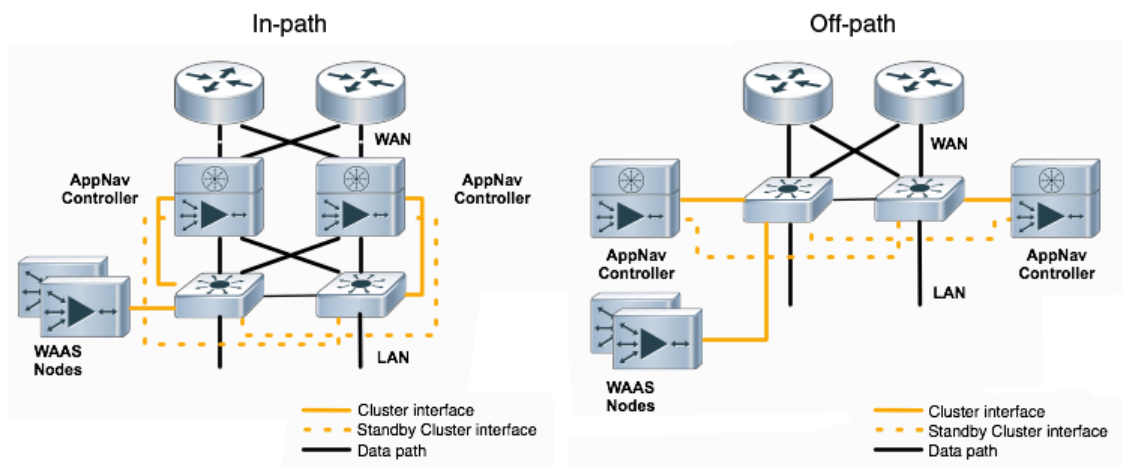 In-path
Off-path
WAN
AppNav
Controller
AppNav
Controller
WAAS
Nodes
LAN
Cluster interface
Standby Cluster interface
Data path
WAN
AppNav
Controller
AppNav
Controller
LAN
WAAS
Nodes
Cluster interface
Standby Cluster interface
Data path